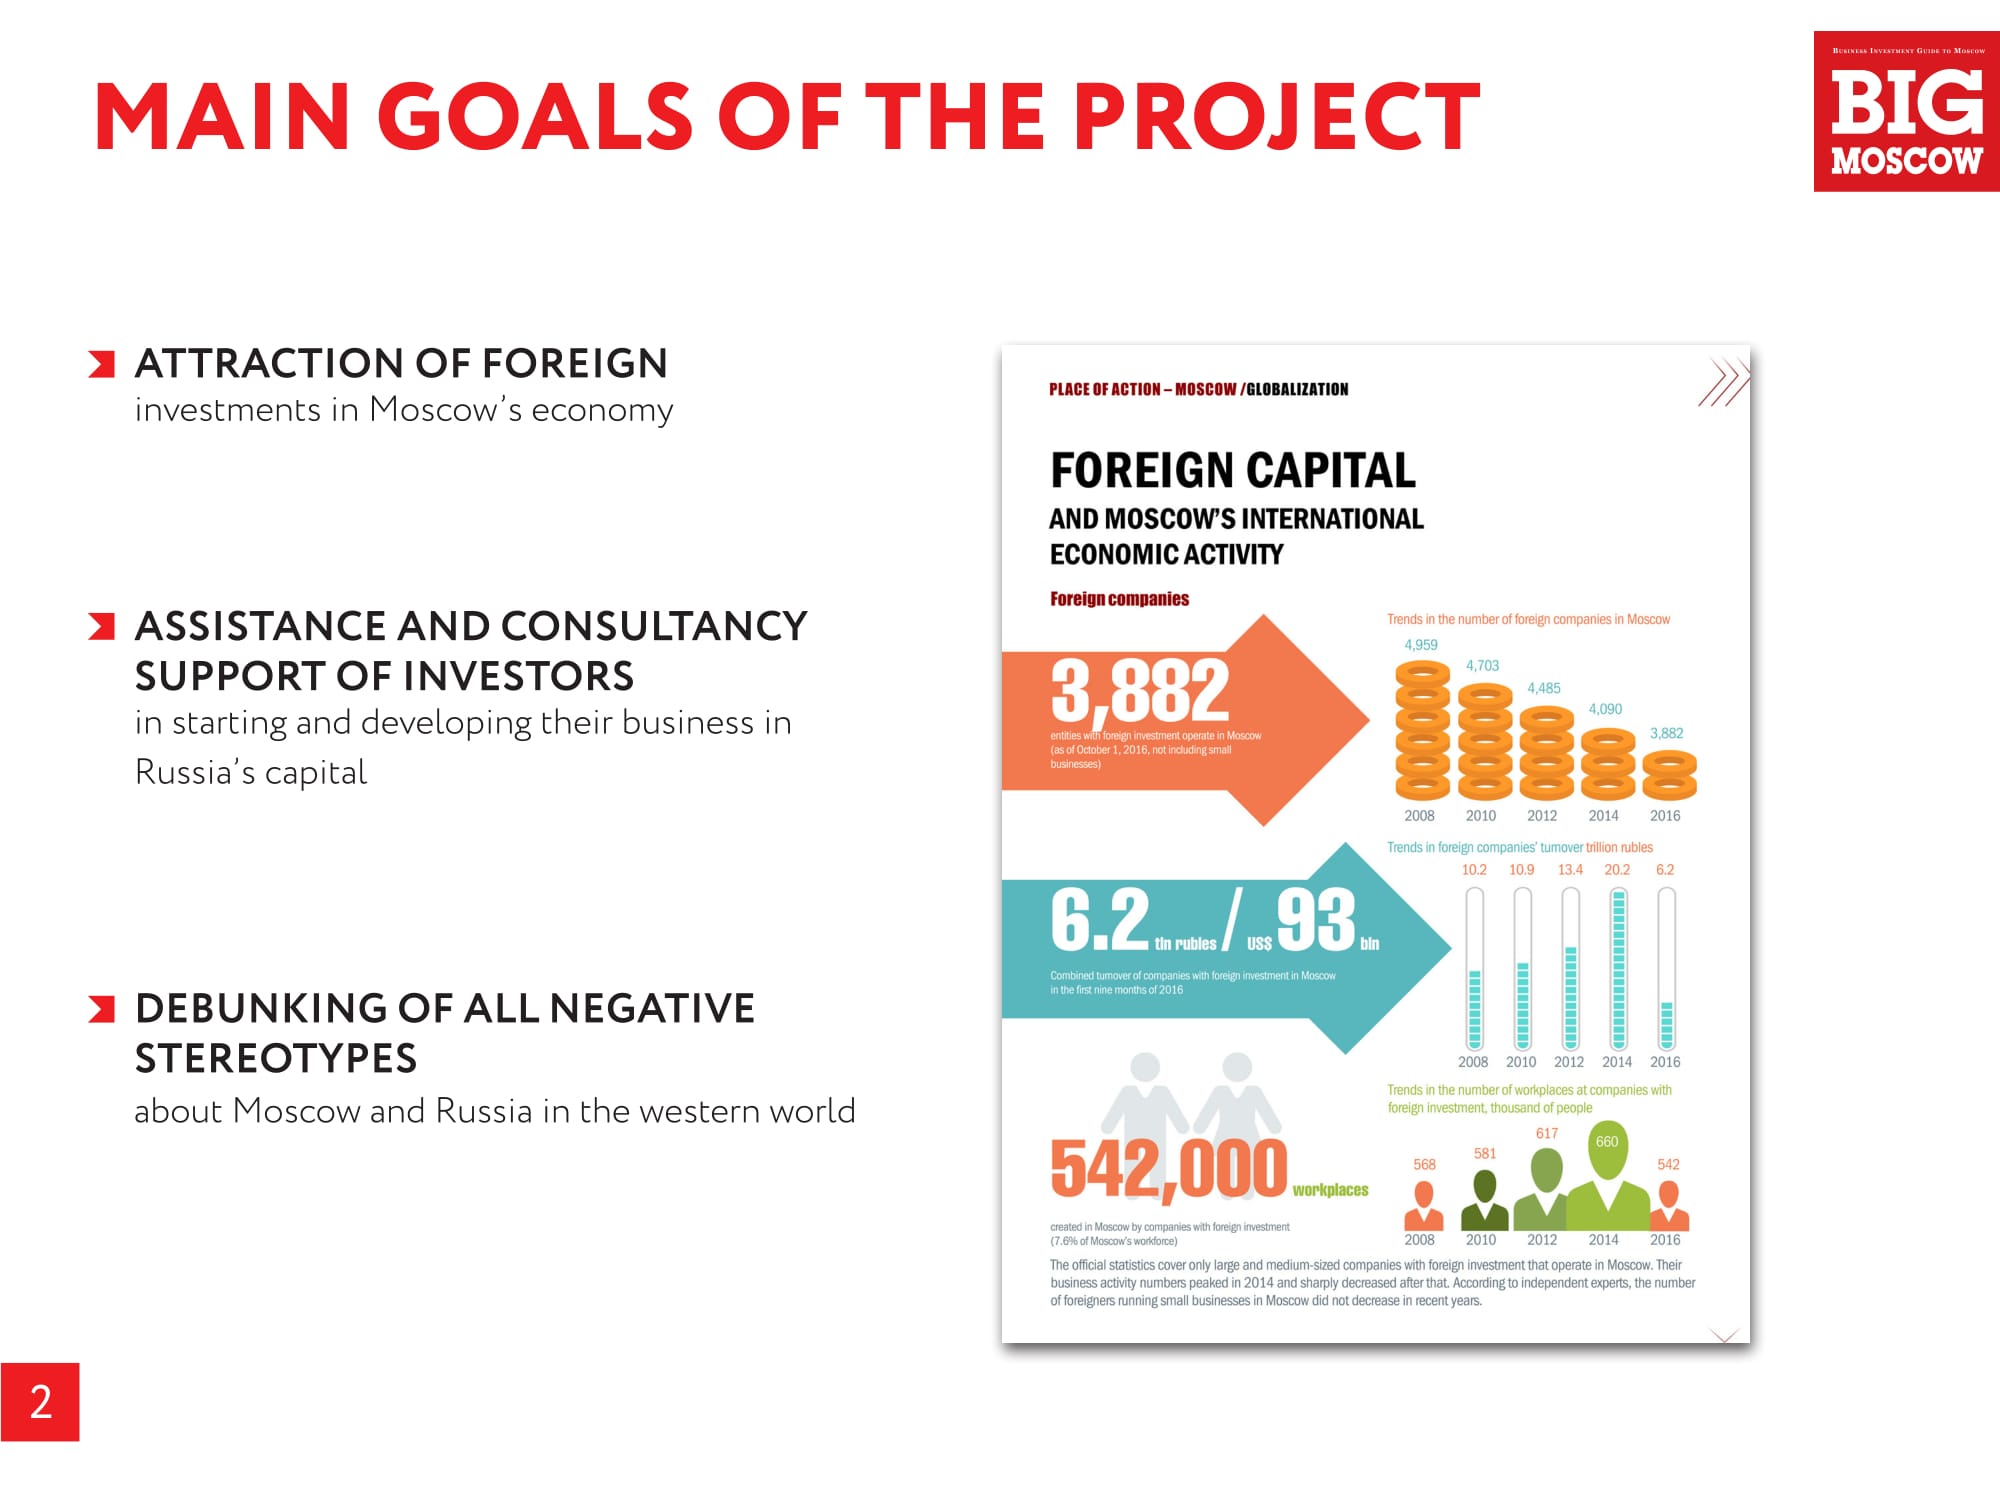 MAIN GOALS OF THE PROJECT
BUSINESS INVESTMENT GUIDE TO MOSCOW
BIG
MOSCOW
ATTRACTION OF FOREIGN
investments in Moscow's economy
ASSISTANCE AND CONSULTANCY
SUPPORT OF INVESTORS
in starting and developing their business in
Russia's capital
DEBUNKING OF ALL NEGATIVE
STEREOTYPES
about Moscow and Russia in the western world
PLACE OF ACTION – MOSCOW /GLOBALIZATION
FOREIGN CAPITAL
AND MOSCOW'S INTERNATIONAL
ECONOMIC ACTIVITY
Foreign companies
3,882
entities with foreign investment operate in Moscow
(as of October 1, 2016, not including small
businesses)
Trends in the number of foreign companies in Moscow
4,959
4,703
4,485
4,090
3,882
2008 2010 2012 2014 2016
6.2 tln rubles / US$ 93 bln
Combined turnover of companies with foreign investment in Moscow
in the first nine months of 2016
Trends in foreign companies' turnover trillion rubles
10.2 10.9 13.4 20.2 6.2
2008 2010 2012 2014 2016
542,000 workplaces
created in Moscow by companies with foreign investment
(7.6% of Moscow's workforce)
Trends in the number of workplaces at companies with
foreign investment, thousand of people
568 581 617 660 542
2008 2010 2012 2014 2016
The official statistics cover only large and medium-sized companies with foreign investment that operate in Moscow. Their
business activity numbers peaked in 2014 and sharply decreased after that. According to independent experts, the number
of foreigners running small businesses in Moscow did not decrease in recent years.
2